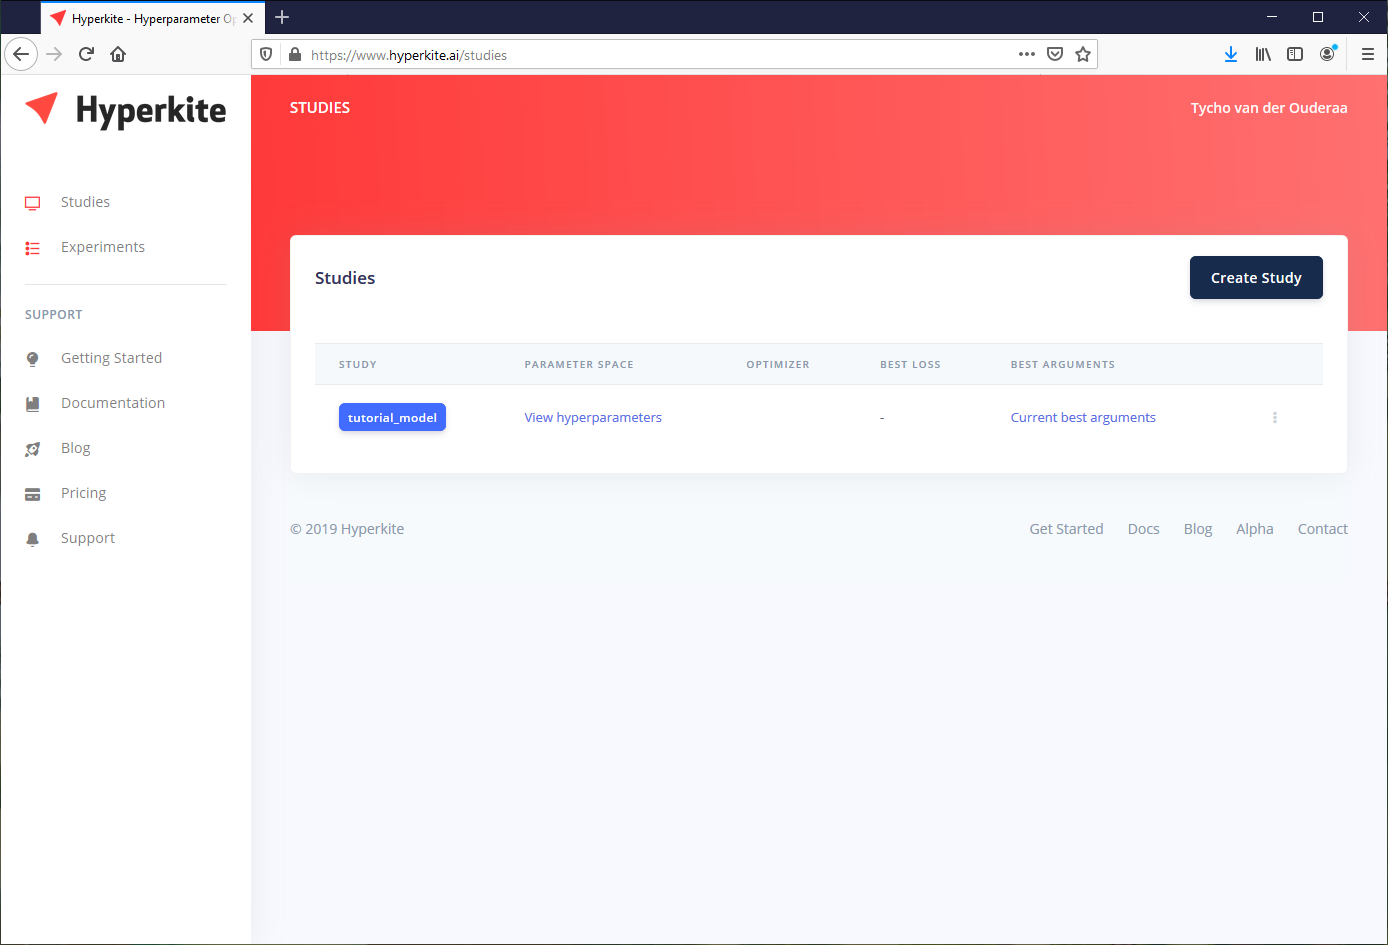 Hyperkite - Hyperparameter Op
https://www.hyperkite.ai/studies
Hyperkite
STUDIES
Tycho van der Ouderaa
Studies
Experiments
SUPPORT
Getting Started
Documentation
Blog
Pricing
Support
Studies
Create Study
STUDY PARAMETER SPACE OPTIMIZER BEST LOSS BEST ARGUMENTS
tutorial_model View hyperparameters - Current best arguments
© 2019 Hyperkite
Get Started Docs Blog Alpha Contact